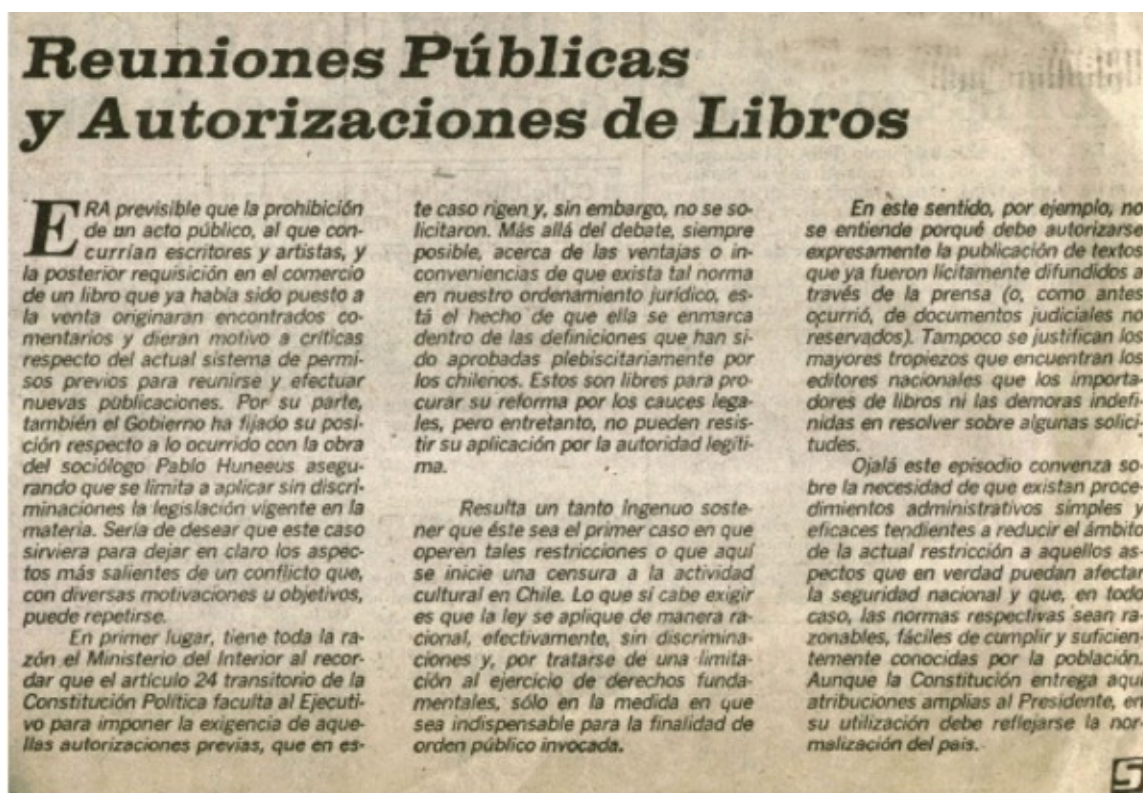 Reuniones Públicas
y Autorizaciones de Libros
ERA previsible que la prohibición
de un acto público, al que con-
currían escritores y artistas, y
la posterior requisición en el comercio
de un libro que ya había sido puesto a
la venta originaran encontrados co-
mentarios y dieran motivo a críticas
respecto del actual sistema de permi-
sos previos para reunirse y efectuar
nuevas publicaciones. Por su parte,
también el Gobierno ha fijado su posi-
ción respecto a lo ocurrido con la obra
del sociólogo Pablo Huneeus asegu-
rando que se limita a aplicar sin discri-
minaciones la legislación vigente en la
materia. Sería de desear que este caso
sirviera para dejar en claro los aspec-
tos más salientes de un conflicto que,
con diversas motivaciones u objetivos,
puede repetirse.
En primer lugar, tiene toda la ra-
zón el Ministerio del Interior al recor-
dar que el artículo 24 transitorio de la
Constitución Política faculta al Ejecuti-
vo para imponer la exigencia de aque-
llas autorizaciones previas, que en es-
te caso rigen y, sin embargo, no se so-
licitaron. Más allá del debate, siempre
posible, acerca de las ventajas o in-
conveniencias de que exista tal norma
en nuestro ordenamiento jurídico, es-
tá el hecho de que ella se enmarca
dentro de las definiciones que han si-
do aprobadas plebiscitariamente por
los chilenos. Estos son libres para pro-
curar su reforma por los cauces lega-
les, pero entretanto, no pueden resis-
tir su aplicación por la autoridad legíti-
ma.
Resulta un tanto ingenuo soste-
ner que éste sea el primer caso en que
operen tales restricciones o que aquí
se inicie una censura a la actividad
cultural en Chile. Lo que sí cabe exigir
es que la ley se aplique de manera ra-
cional, efectivamente, sin discrimina-
ciones y, por tratarse de una limita-
ción al ejercicio de derechos funda-
mentales, sólo en la medida en que
sea indispensable para la finalidad de
orden público invocada.
En este sentido, por ejemplo, no
se entiende porqué debe autorizarse
expresamente la publicación de textos
que ya fueron lícitamente difundidos a
través de la prensa (o, como antes
ocurrió, de documentos judiciales no
reservados). Tampoco se justifican los
mayores tropiezos que encuentran los
editores nacionales que los importa-
dores de libros ni las demoras indefi-
nidas en resolver sobre algunas solici-
tudes.
Ojalá este episodio convenza so-
bre la necesidad de que existan proce-
dimientos administrativos simples y
eficaces tendientes a reducir el ámbito
de la actual restricción a aquellos as-
pectos que en verdad puedan afectar
la seguridad nacional y que, en todo
caso, las normas respectivas sean ra-
zonables, fáciles de cumplir y suficien-
temente conocidas por la población.
Aunque la Constitución entrega aquí
atribuciones amplias al Presidente, en
su utilización debe reflejarse la nor
malización del país.